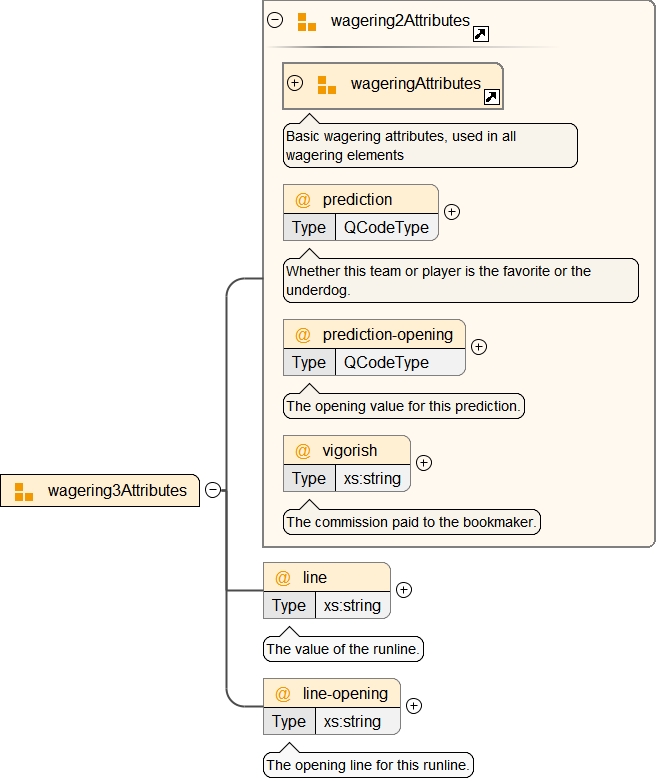 wagering2Attributes
wageringAttributes
Basic wagering attributes, used in all
wagering elements
@ prediction
Type QCodeType
Whether this team or player is the favorite or the
underdog.
@ prediction-opening
Type QCodeType
The opening value for this prediction.
@ vigorish
Type xs:string
The commission paid to the bookmaker.
wagering3Attributes
@ line
Type xs:string
The value of the runline.
@ line-opening
Type xs:string
The opening line for this runline.